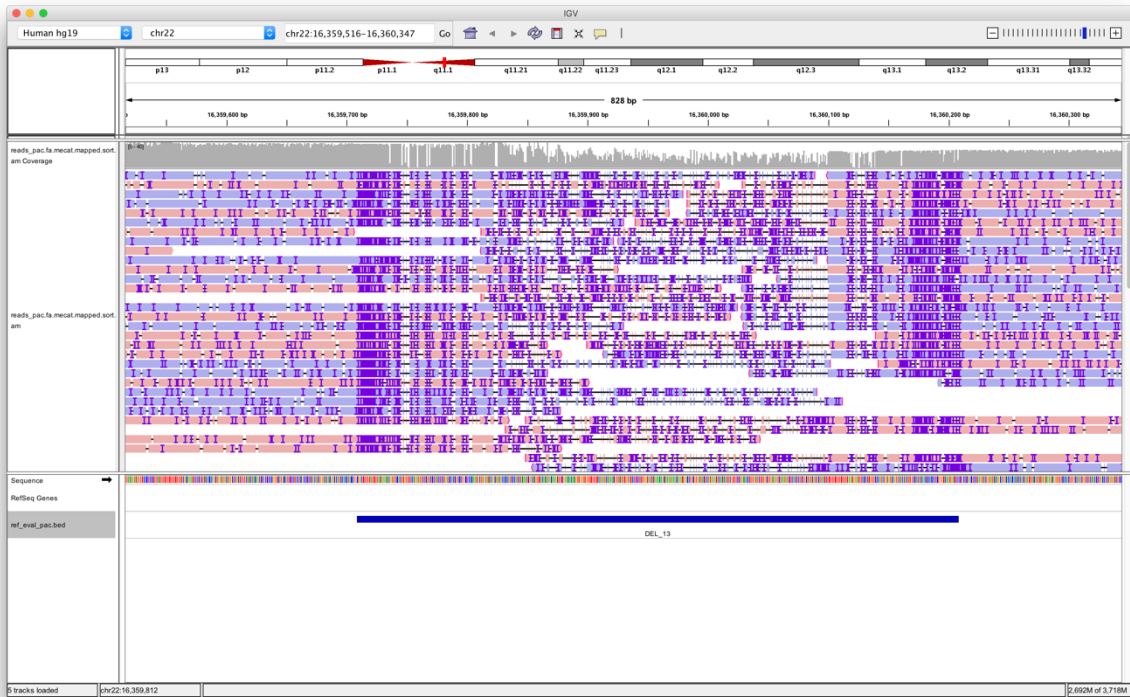 IGV
Human hg19 chr22 chr22:16,359,516-16,360,347 Go
p13 p12 p11.2 p11.1 q11.1 q11.21 q11.22 q11.23 q12.1 q12.2 q12.3 q13.1 q13.2 q13.31 q13.32
828 bp
16,359,600 bp 16,359,700 bp 16,359,800 bp 16,359,900 bp 16,360,000 bp 16,360,100 bp 16,360,200 bp 16,360,300 bp
reads_pac.fa.mecat.mapped.sort.
am Coverage
reads_pac.fa.mecat.mapped.sort.
am
Sequence
RefSeq Genes
ref_eval_pac.bed
DEL_13
5 tracks loaded chr22:16,359,812 2,692M of 3,718M